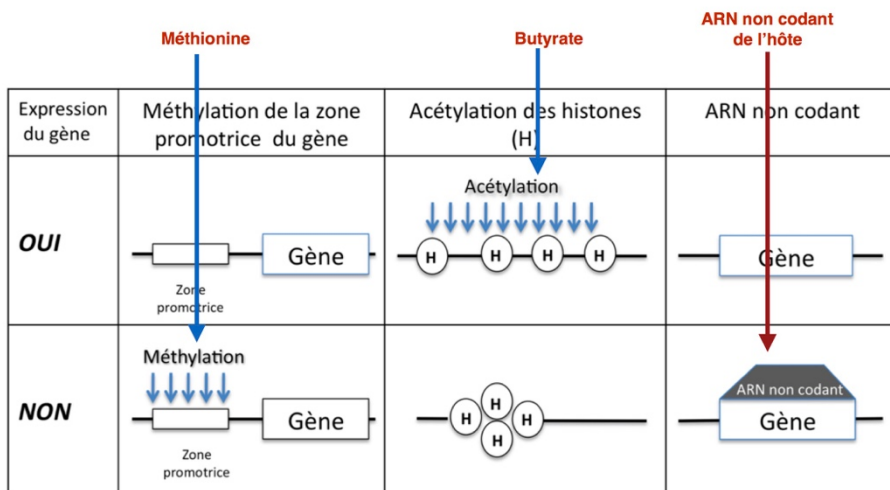 Méthionine
Butyrate
ARN non codant
de l'hôte
Expression
du gène
Méthylation de la zone
promotrice du gène
Acétylation des histones
(H)
ARN non codant
OUI
Zone
promotrice
Gène
Acétylation
H
H
H
H
Gène
NON
Méthylation
Zone
promotrice
Gène
H
H
H
H
ARN non codant
Gène